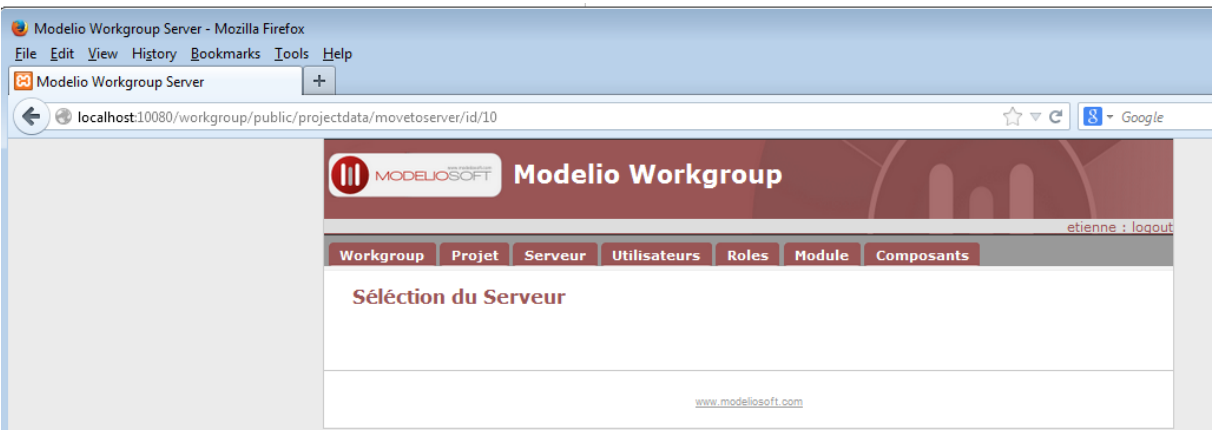 Modelio Workgroup Server - Mozilla Firefox
File Edit View History Bookmarks Tools Help
Modelio Workgroup Server +
localhost:10080/workgroup/public/projectdata/movetoserver/id/10
8 Google
MODELIOSOFT Modelio Workgroup
etienne : logout
Workgroup Projet Serveur Utilisateurs Roles Module Composants
Séléction du Serveur
www.modeliosoft.com